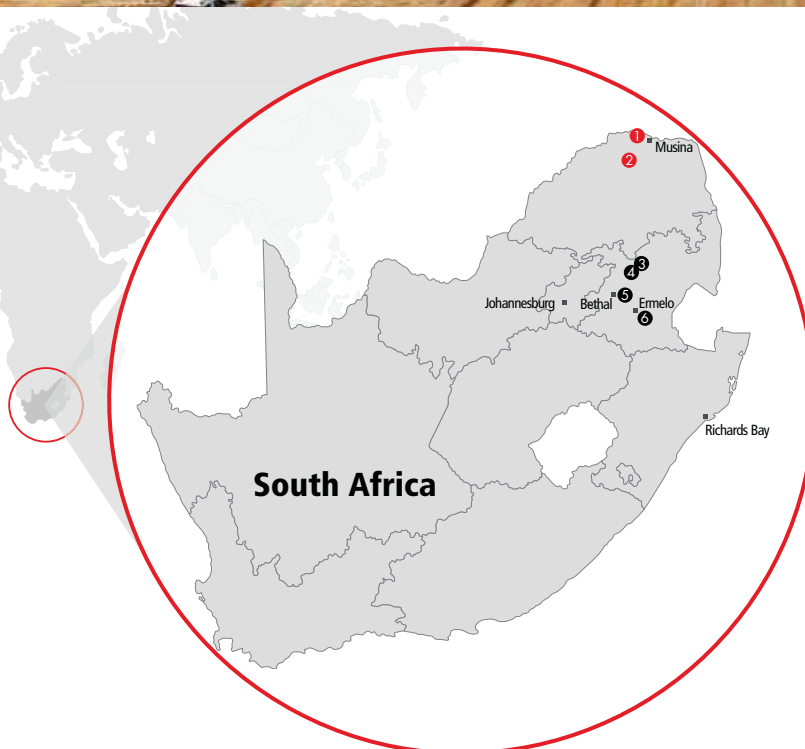 1
Musina
2
3
4
5
Johannesburg
Bethal
Ermelo
6
Richards Bay
South Africa